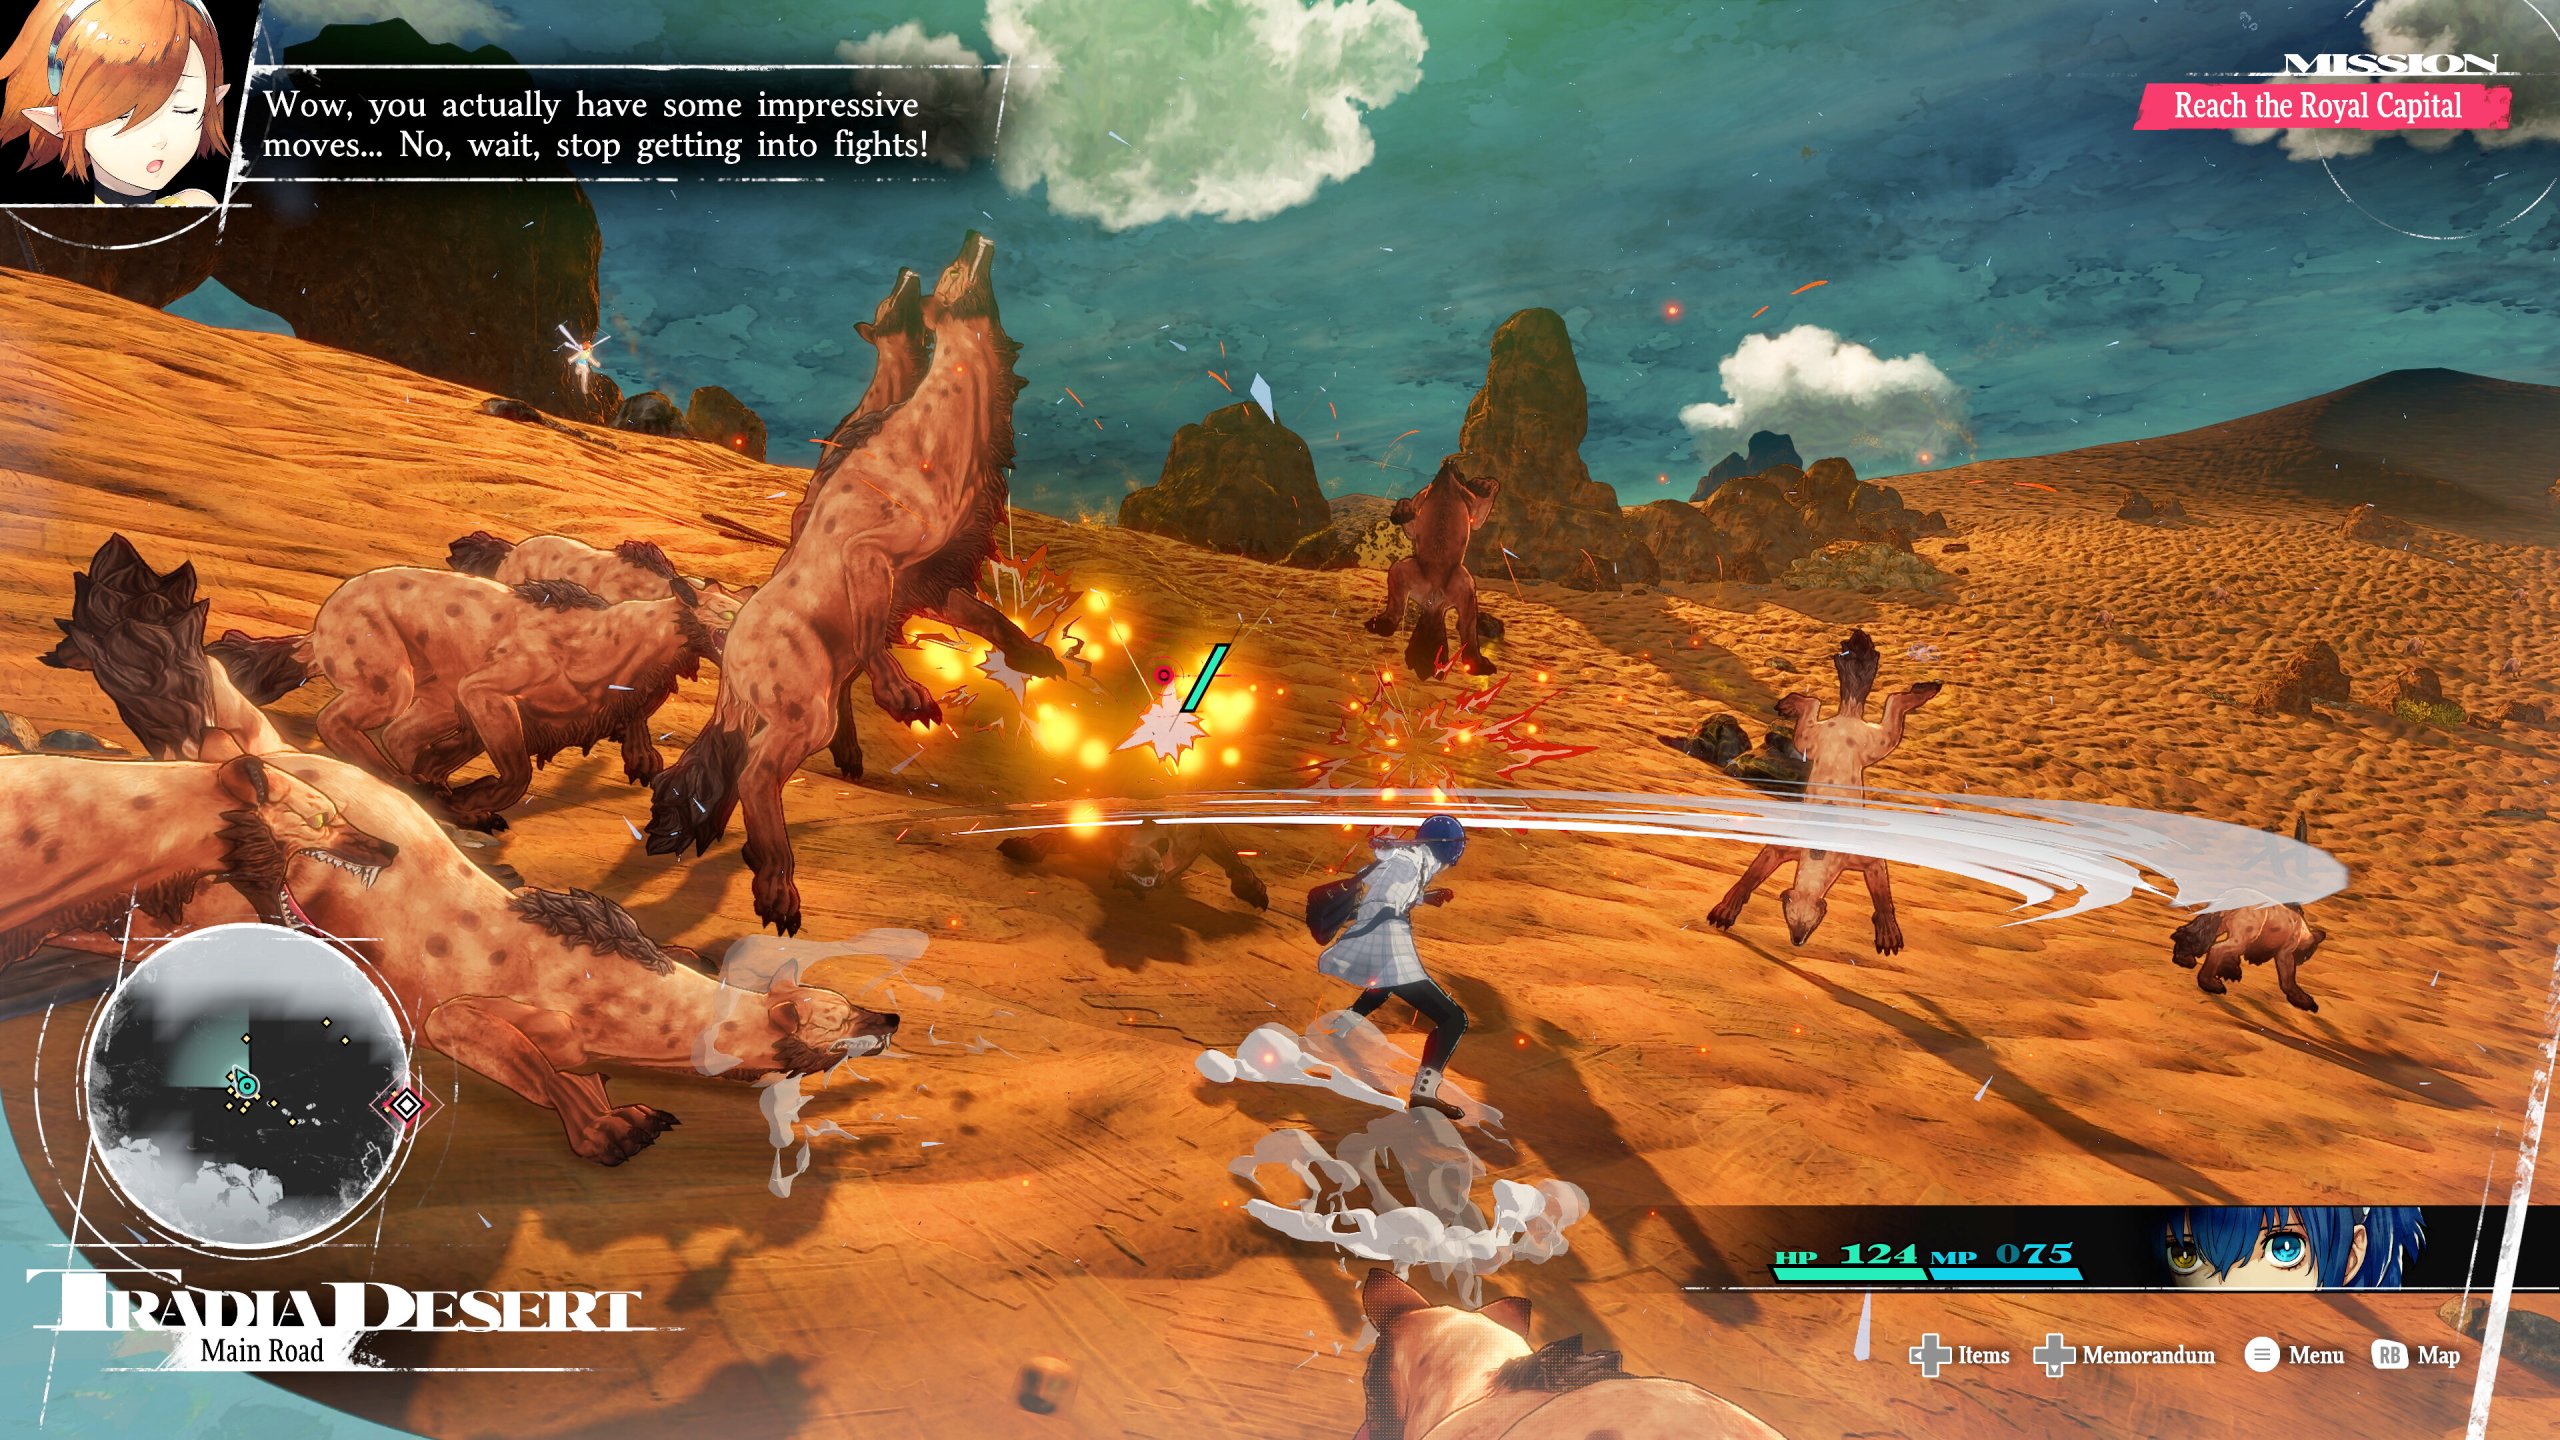 Wow, you actually have some impressive
moves... No, wait, stop getting into fights!
MISSION
Reach the Royal Capital
HP 124 MP 075
TRADIA DESERT
Main Road
Items Memorandum Menu RB Map